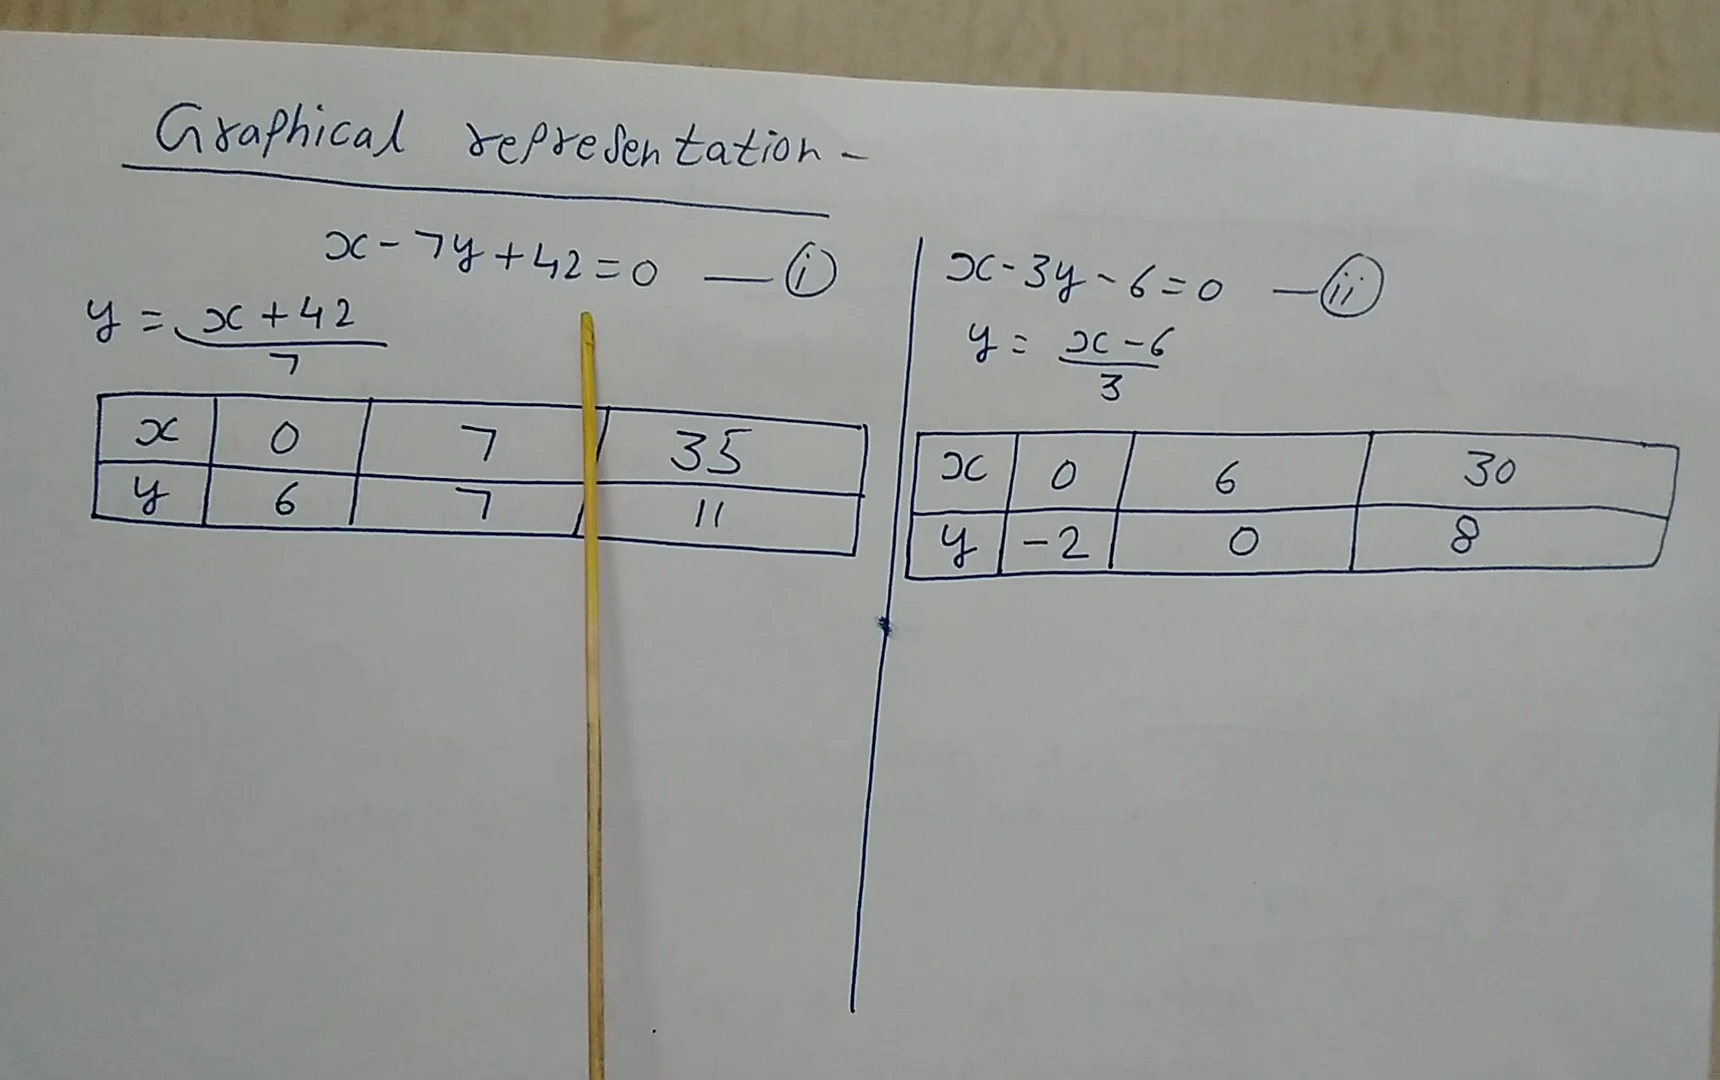 Graphical representation -
x - 7y + 42 = 0 — (i)
y = x + 42
7
x 0 7 35
y 6 7 11
x - 3y - 6 = 0 — (ii)
y = x - 6
3
x 0 6 30
y -2 0 8